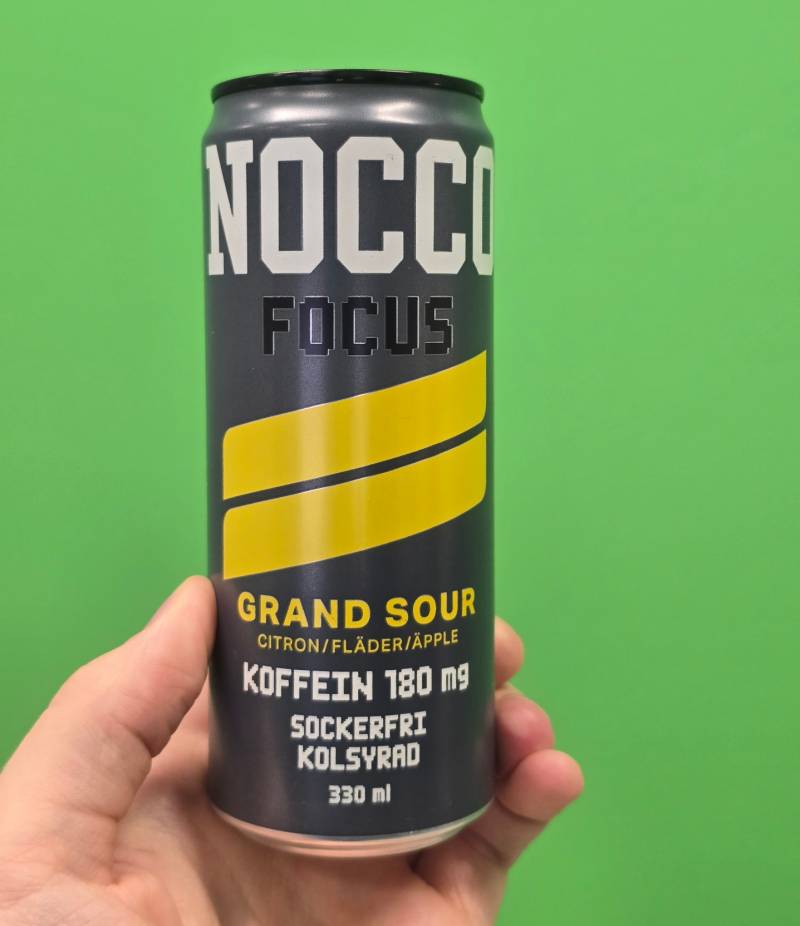 NOCCO
FOCUS
GRAND SOUR
CITRON/FLÄDER/ÄPPLE
KOFFEIN 180 mg
SOCKERFRI
KOLSYRAD
330 ml